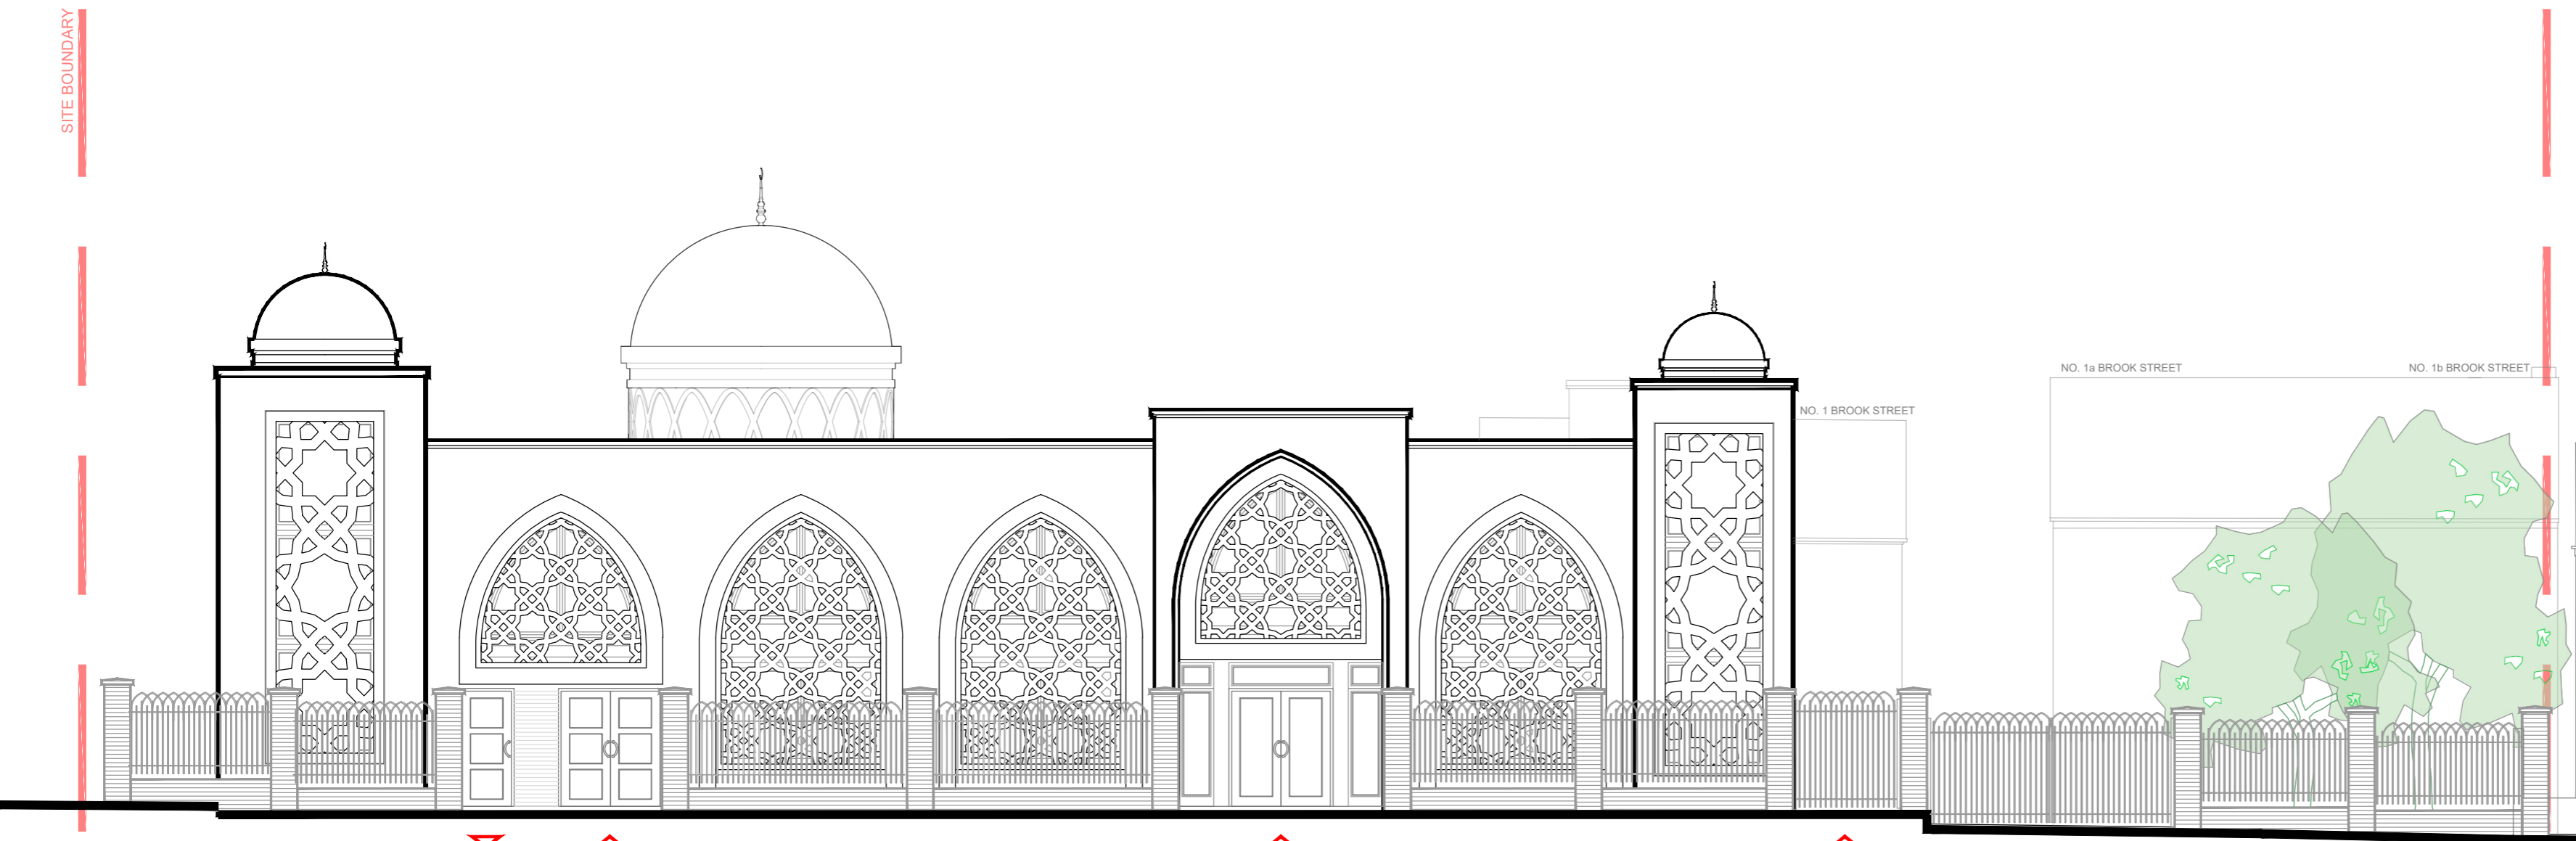 SITE BOUNDARY
NO. 1a BROOK STREET
NO. 1b BROOK STREET
NO. 1 BROOK STREET